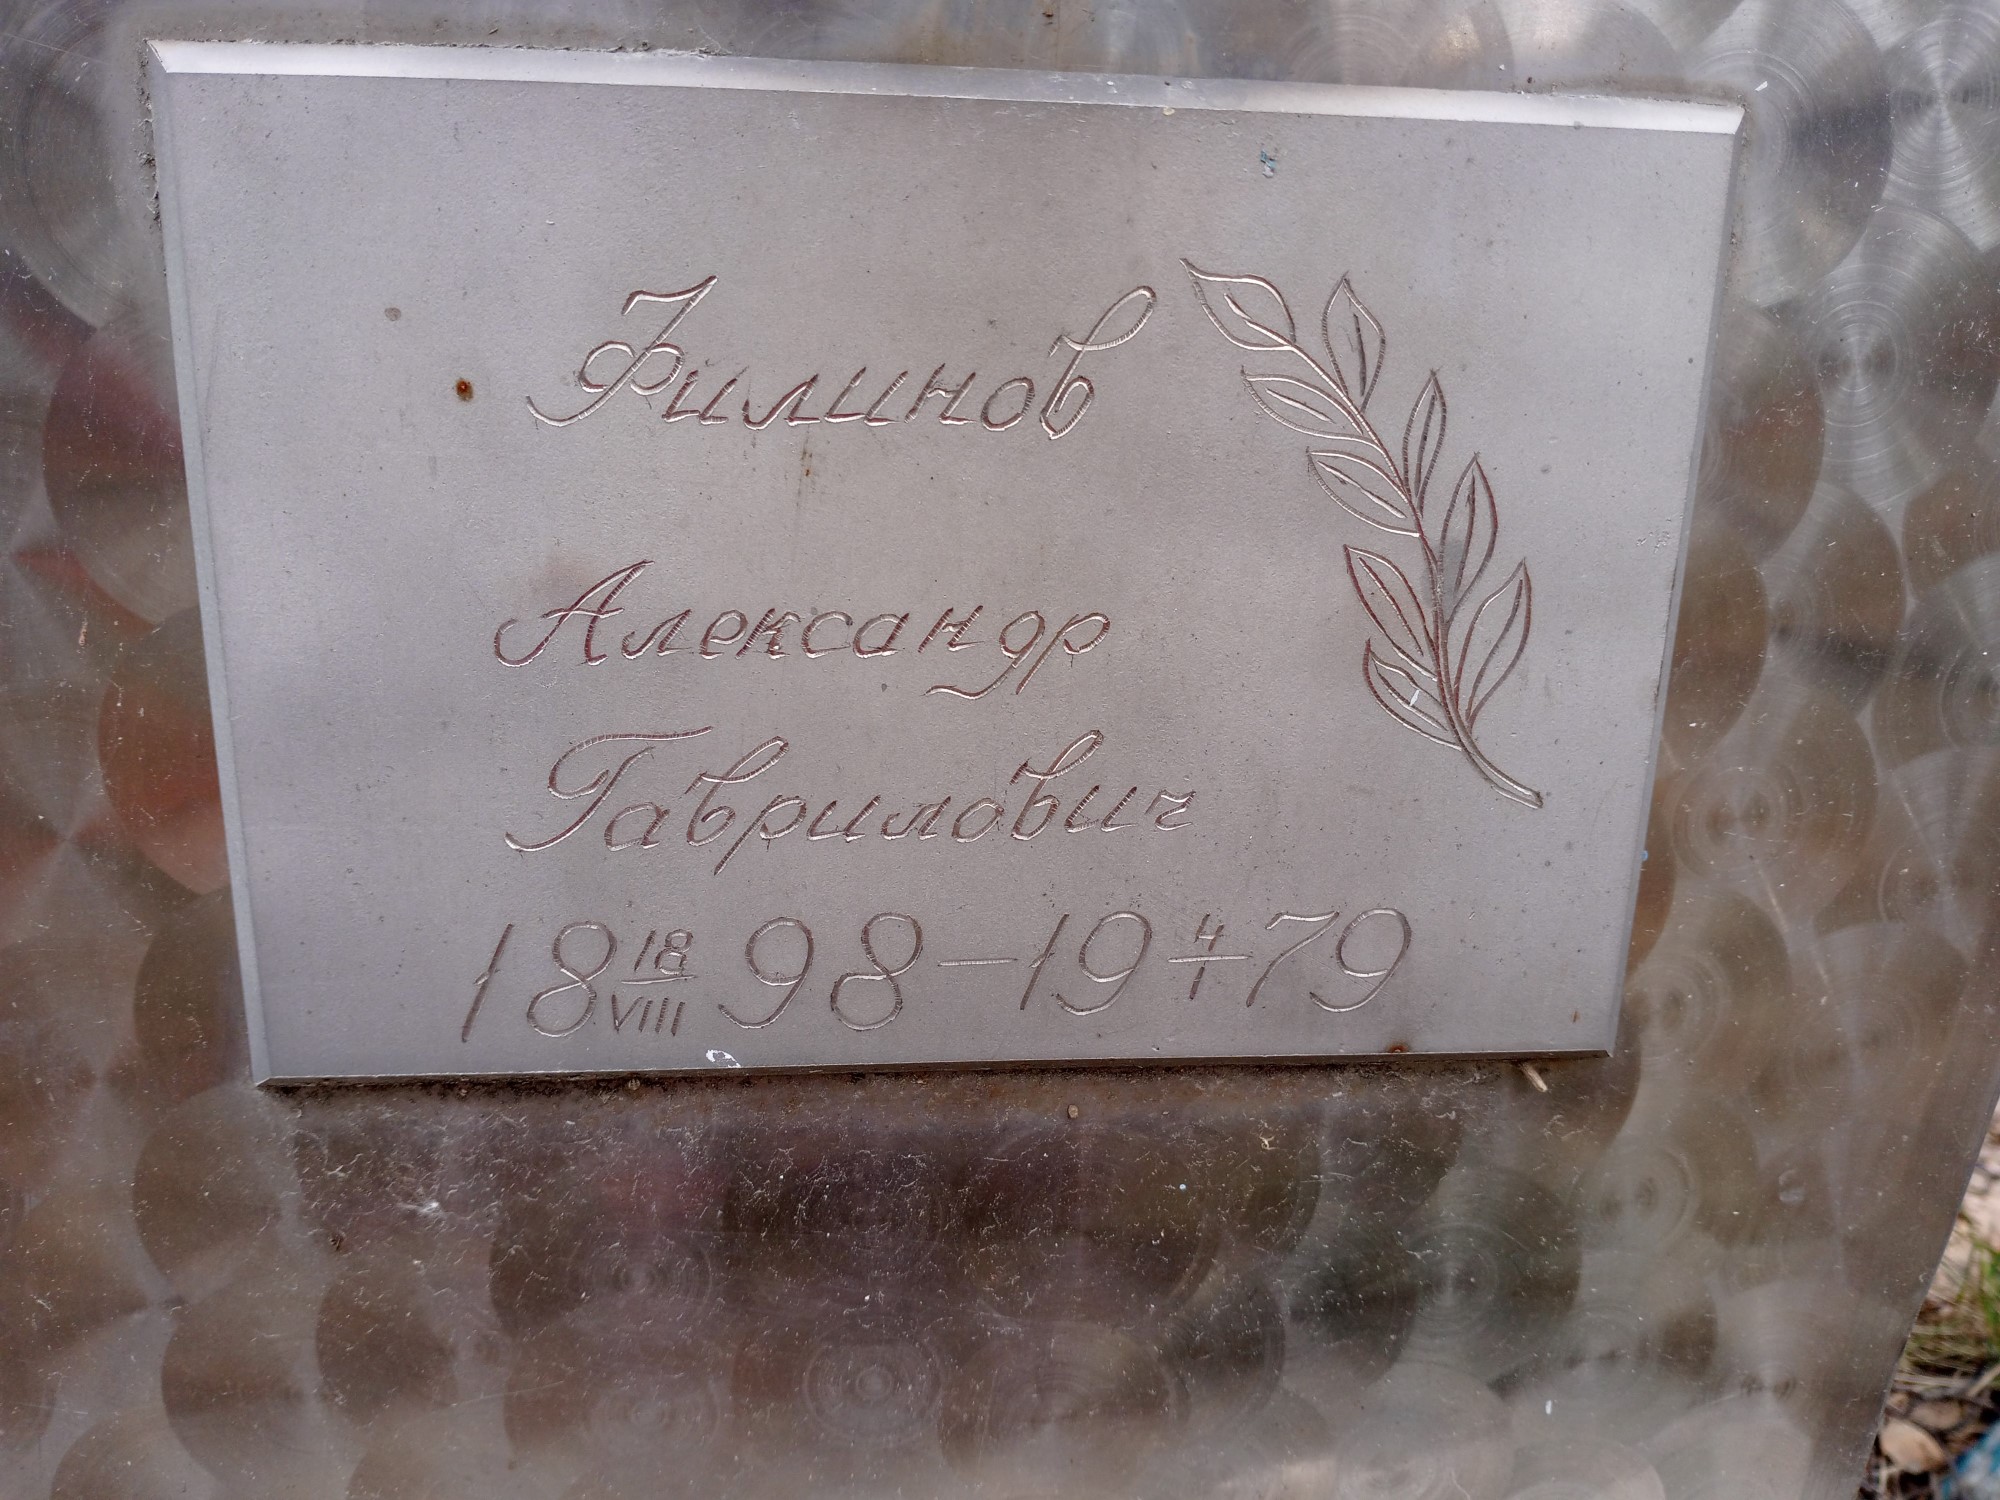 Филинов
Александр
Гаврилович
18 18/VIII 98 – 19 4/I 79